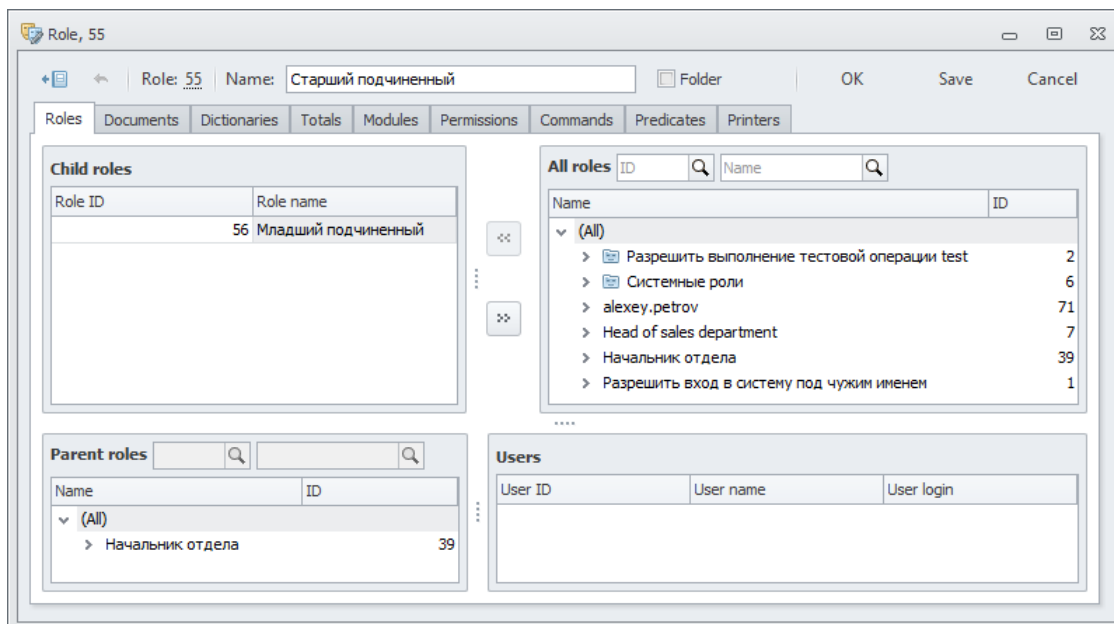 Role, 55
Role: 55 Name: Старший подчиненный Folder OK Save Cancel
Roles Documents Dictionaries Totals Modules Permissions Commands Predicates Printers
Child roles
Role ID Role name
56 Младший подчиненный
<<
>>
All roles ID Name
Name ID
(All)
Разрешить выполнение тестовой операции test 2
Системные роли 6
alexey.petrov 71
Head of sales department 7
Начальник отдела 39
Разрешить вход в систему под чужим именем 1
Parent roles
Name ID
(All)
Начальник отдела 39
Users
User ID User name User login